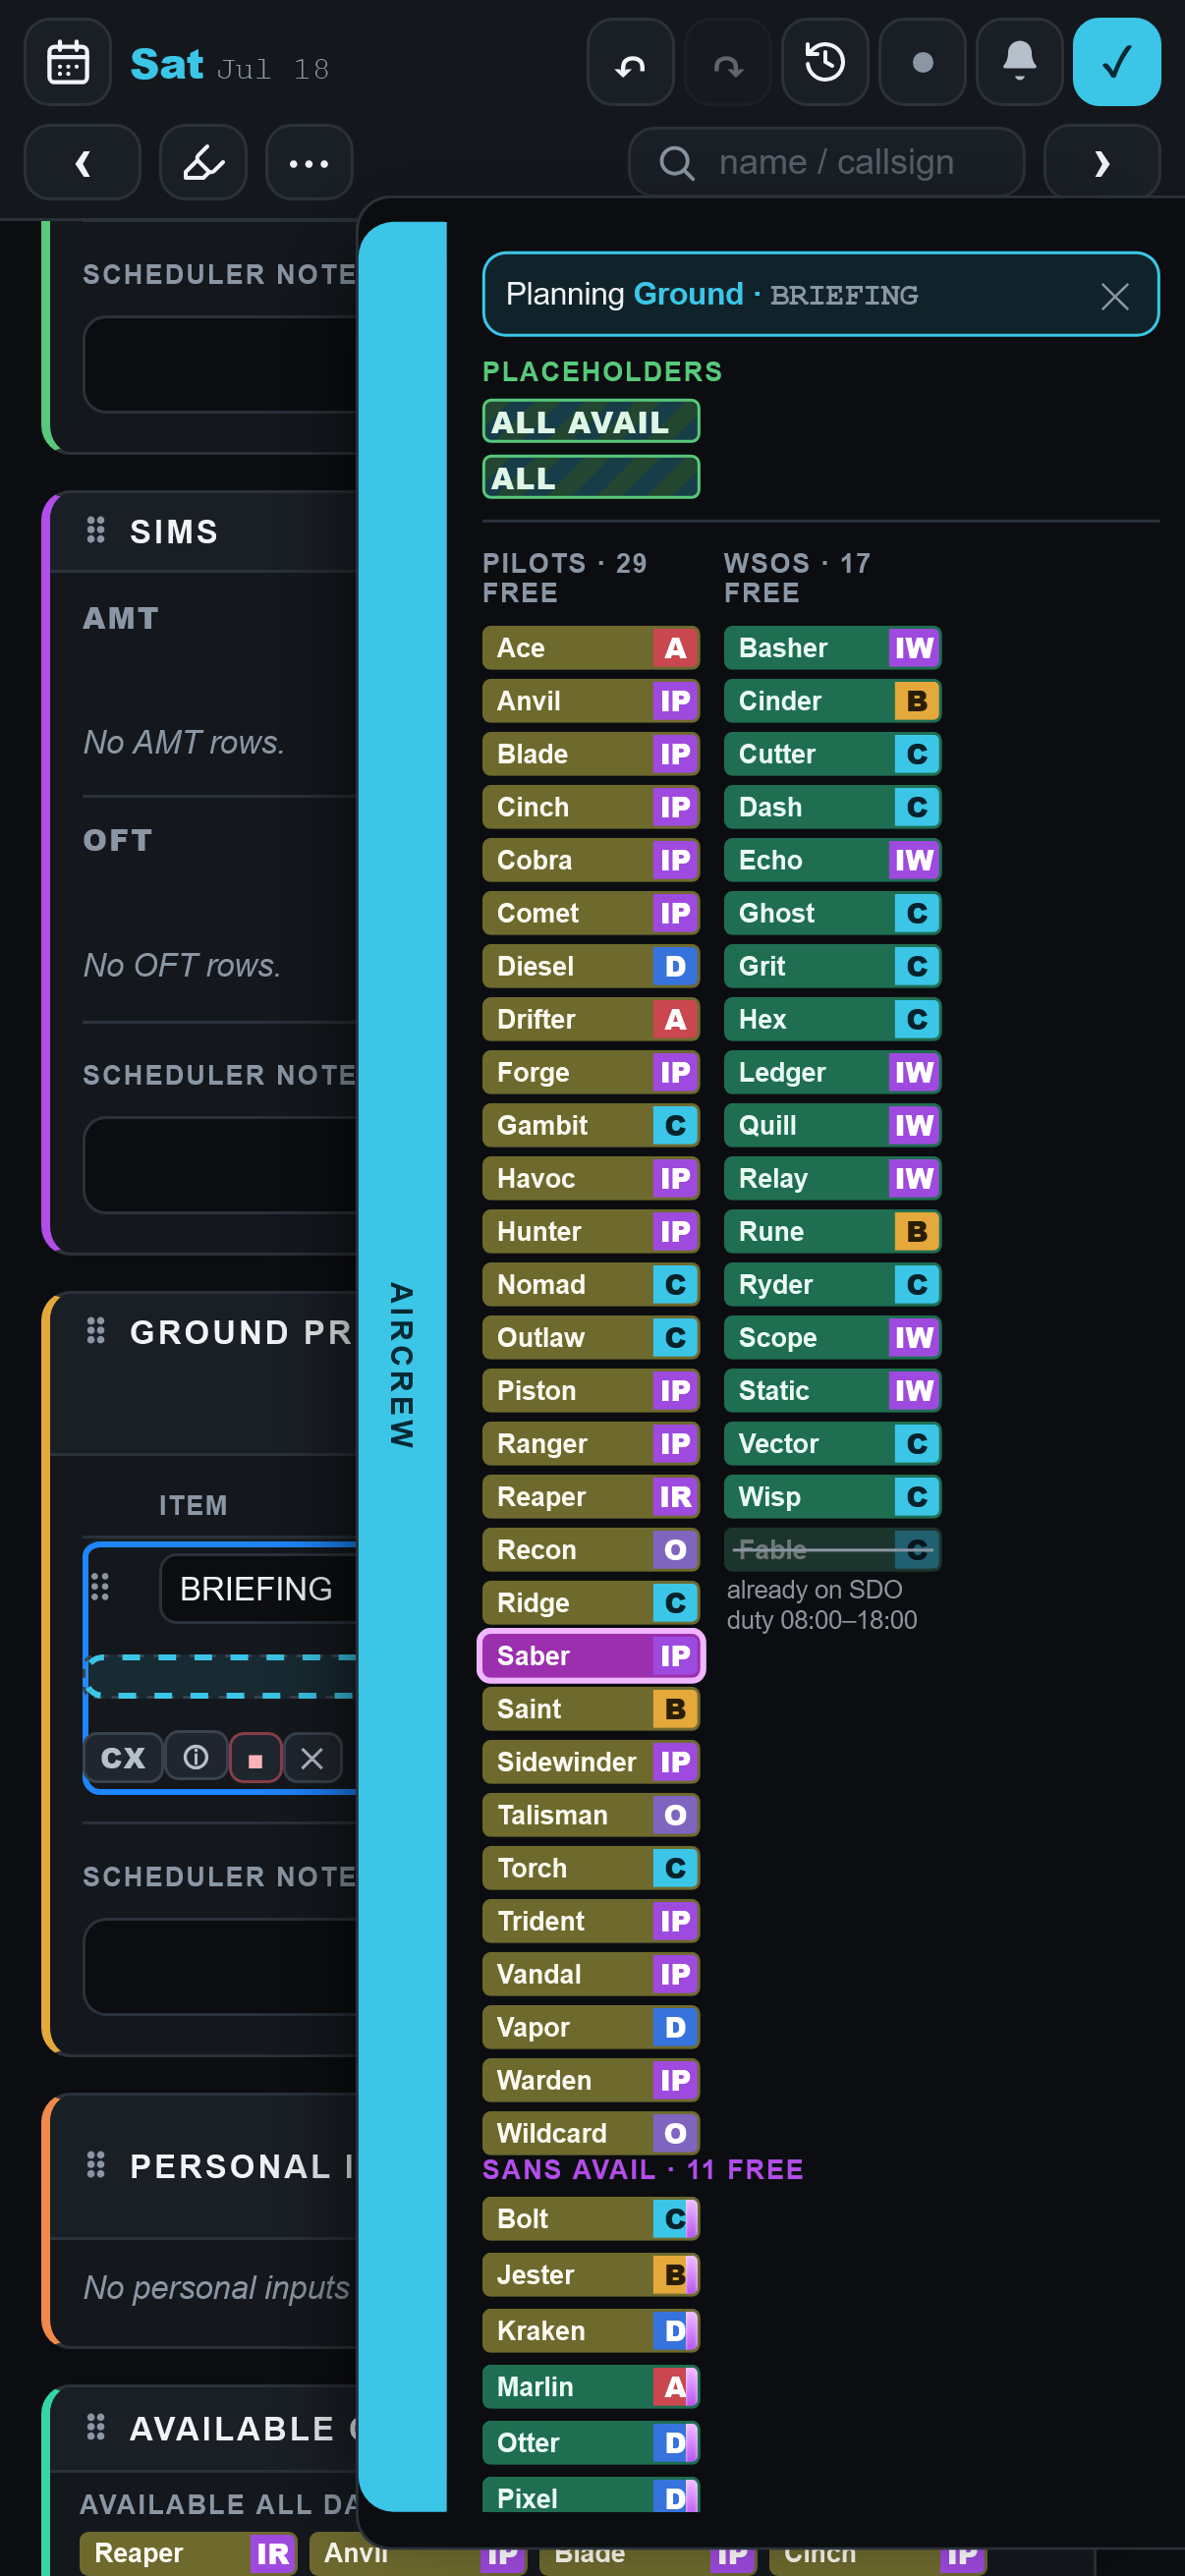 Sat Jul 18
name / callsign
SCHEDULER NOTE
SIMS
AMT
No AMT rows.
OFT
No OFT rows.
SCHEDULER NOTE
GROUND PR
ITEM
BRIEFING
CX
SCHEDULER NOTE
PERSONAL I
No personal inputs
AVAILABLE
AVAILABLE ALL DA
Reaper IR
Anvil IP
Blade IP
Cinch IP
AIRCREW
Planning Ground · BRIEFING
PLACEHOLDERS
ALL AVAIL
ALL
PILOTS · 29
FREE
Ace A
Anvil IP
Blade IP
Cinch IP
Cobra IP
Comet IP
Diesel D
Drifter A
Forge IP
Gambit C
Havoc IP
Hunter IP
Nomad C
Outlaw C
Piston IP
Ranger IP
Reaper IR
Recon O
Ridge C
Saber IP
Saint B
Sidewinder IP
Talisman O
Torch C
Trident IP
Vandal IP
Vapor D
Warden IP
Wildcard O
WSOS · 17
FREE
Basher IW
Cinder B
Cutter C
Dash C
Echo IW
Ghost C
Grit C
Hex C
Ledger IW
Quill IW
Relay IW
Rune B
Ryder C
Scope IW
Static IW
Vector C
Wisp C
Fable C
already on SDO
duty 08:00–18:00
SANS AVAIL · 11 FREE
Bolt C
Jester B
Kraken D
Marlin A
Otter D
Pixel D